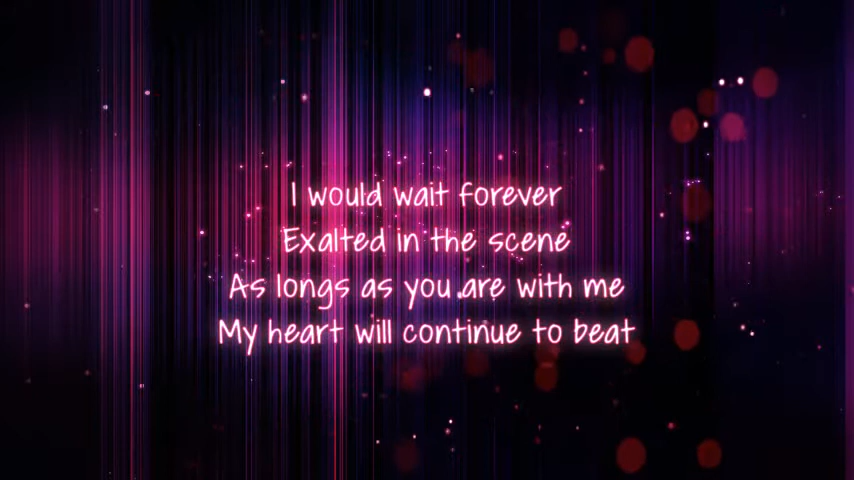 I would wait forever
Exalted in the scene
As longs as you are with me
My heart will continue to beat